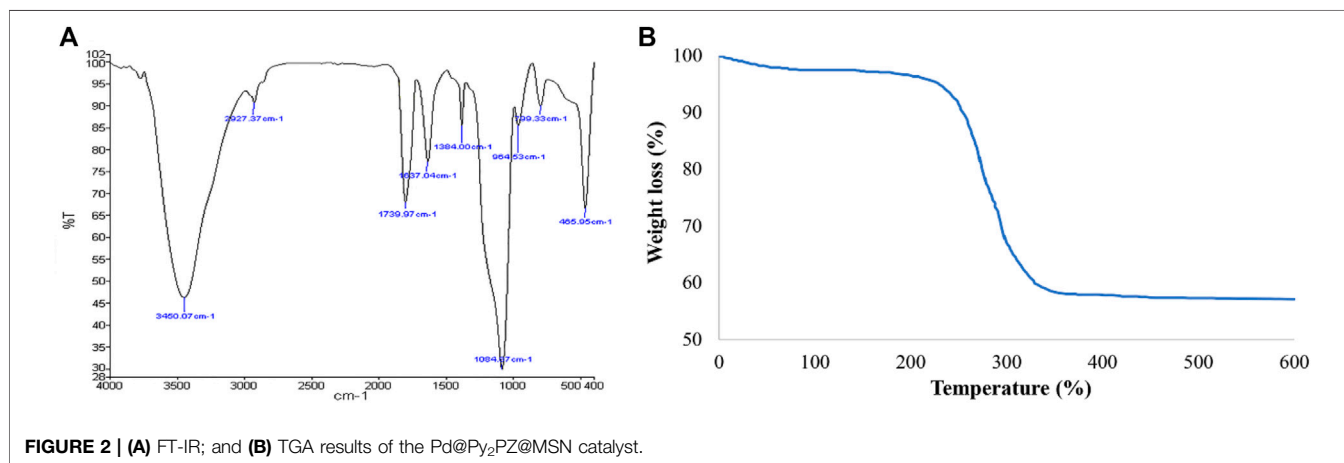 A
102
100
95
90
85
80
75
70
65
60
55
50
45
40
35
30
28
%T
2927.37cm-1
3450.07cm-1
1739.97cm-1
1637.04cm-1
1384.00cm-1
1084.27cm-1
964.53cm-1
799.33cm-1
465.95cm-1
4000 3500 3000 2500 2000 1500 1000 500 400
cm-1
B
100
90
80
70
60
50
Weight loss (%)
0 100 200 300 400 500 600
Temperature (%)
FIGURE 2 | (A) FT-IR; and (B) TGA results of the Pd@Py₂PZ@MSN catalyst.